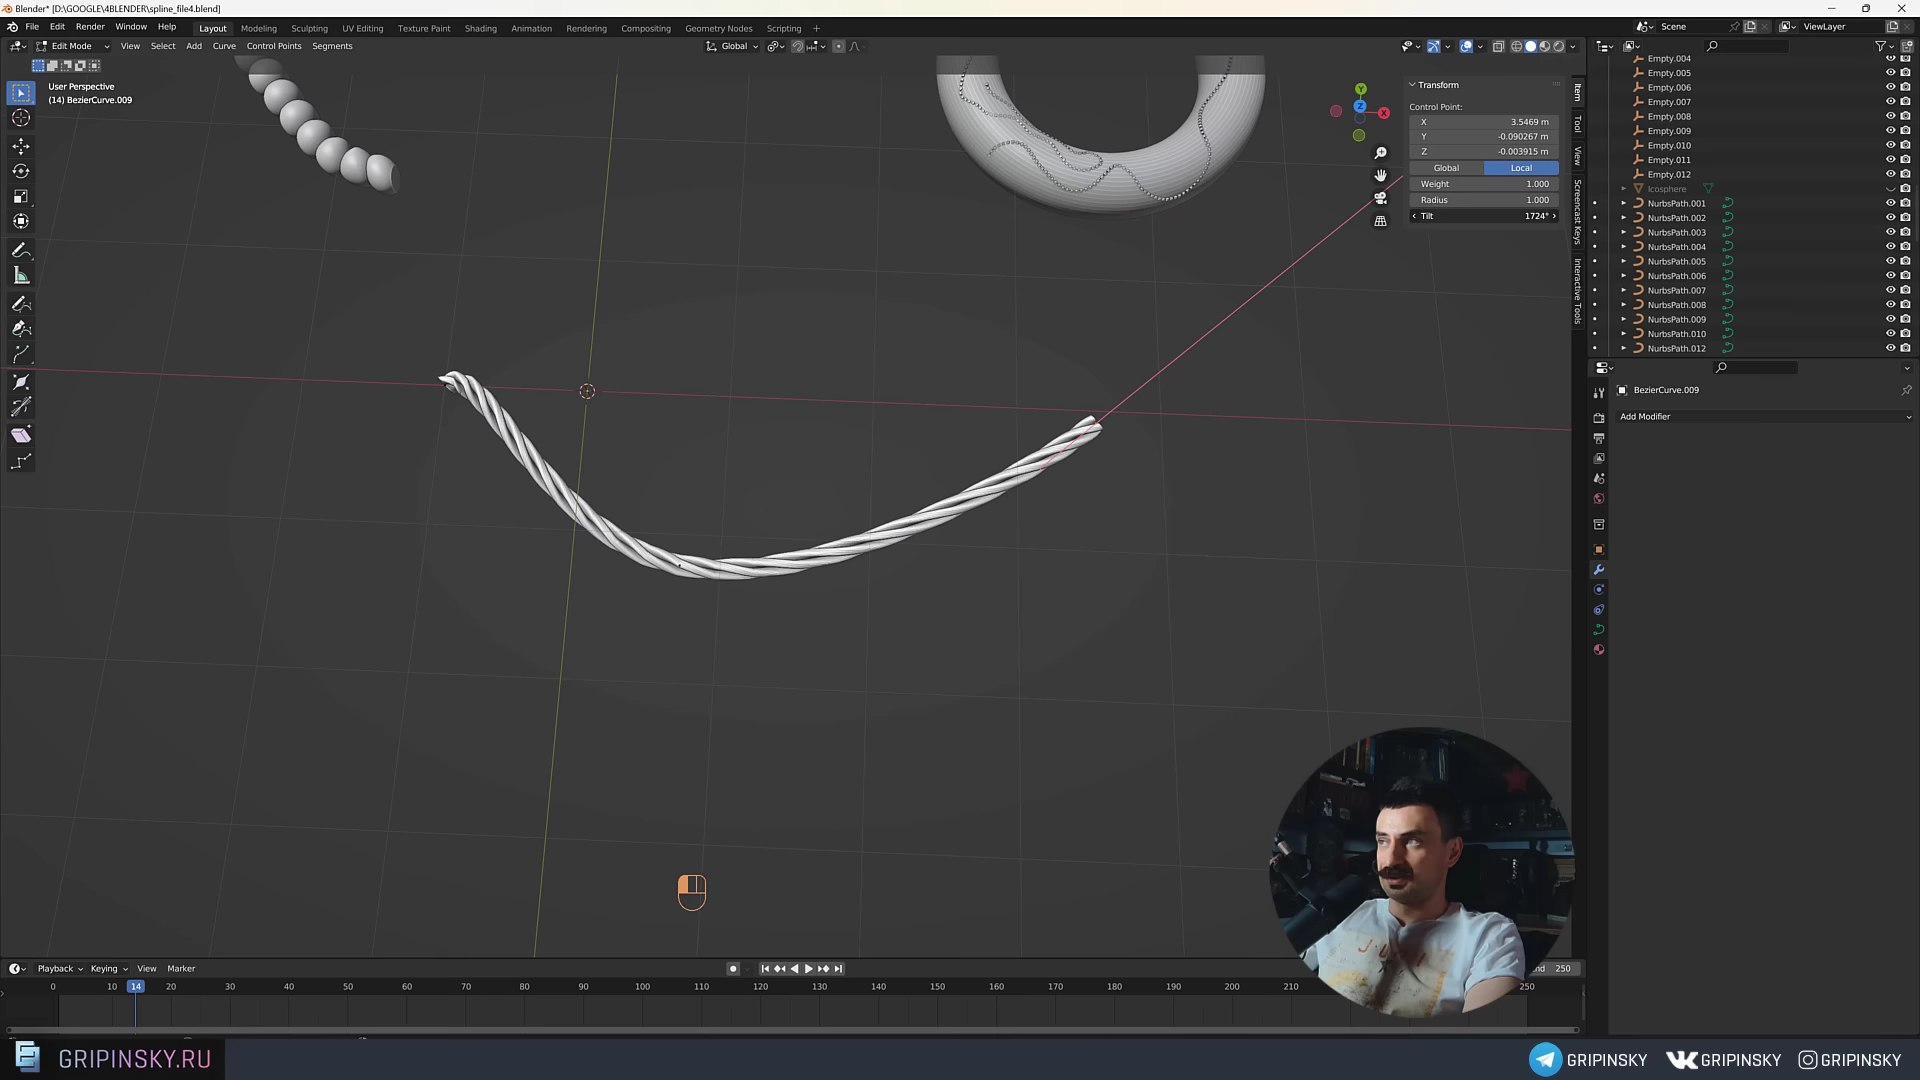 Blender* [D:\GOOGLE\4BLENDER\spline_file4.blend]
File Edit Render Window Help
Layout Modeling Sculpting UV Editing Texture Paint Shading Animation Rendering Compositing Geometry Nodes Scripting +
Scene
ViewLayer
Edit Mode View Select Add Curve Control Points Segments
Global
User Perspective
(14) BezierCurve.009
Y
Z
X
Transform
Control Point:
X 3.5469 m
Y -0.090267 m
Z -0.003915 m
Global Local
Weight 1.000
Radius 1.000
Tilt 1724°
Item
Tool
View
Screencast Keys
Interactive Tools
Empty.004
Empty.005
Empty.006
Empty.007
Empty.008
Empty.009
Empty.010
Empty.011
Empty.012
Icosphere
NurbsPath.001
NurbsPath.002
NurbsPath.003
NurbsPath.004
NurbsPath.005
NurbsPath.006
NurbsPath.007
NurbsPath.008
NurbsPath.009
NurbsPath.010
NurbsPath.012
BezierCurve.009
Add Modifier
Playback Keying View Marker
250
0 10 14 20 30 40 50 60 70 80 90 100 110 120 130 140 150 160 170 180 190 200 210 250
GRIPINSKY.RU
GRIPINSKY GRIPINSKY GRIPINSKY